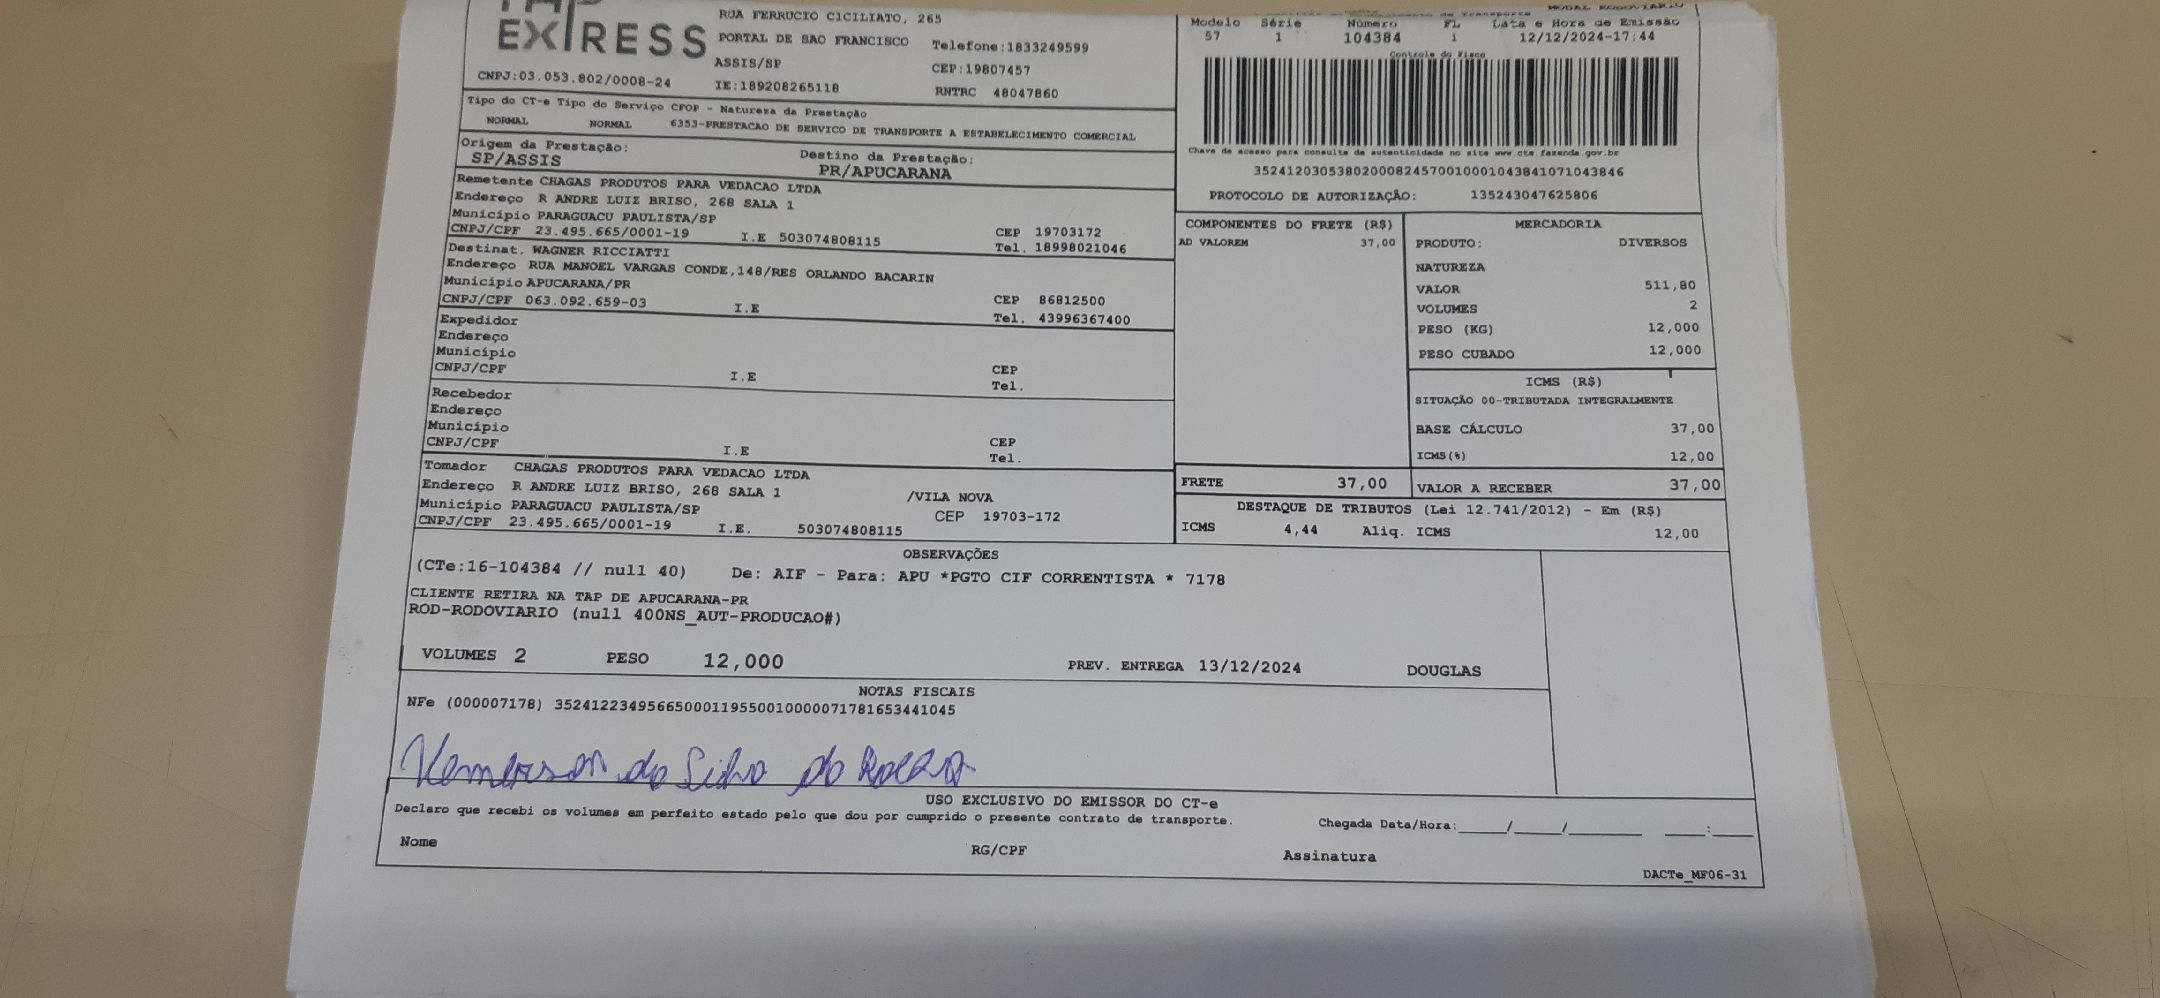 TAP
EXPRESS
RUA FERRUCIO CICILIATO, 265
PORTAL DE SAO FRANCISCO Telefone:1833249599
ASSIS/SP CEP:19807457
CNPJ:03.053.802/0008-24 IE:189208265118 RNTRC 48047860
Modelo Série Número FL Data e Hora de Emissão
57 1 104384 1 12/12/2024-17:44
Controle do Fisco
Tipo do CT-e Tipo do Serviço CFOP - Natureza da Prestação
NORMAL NORMAL 6353-PRESTACAO DE SERVICO DE TRANSPORTE A ESTABELECIMENTO COMERCIAL
Origem da Prestação: Destino da Prestação:
SP/ASSIS PR/APUCARANA
Chave de acesso para consulta de autenticidade no site www.cte.fazenda.gov.br
35241203053802000824570010001043841071043846
PROTOCOLO DE AUTORIZAÇÃO: 135243047625806
Remetente CHAGAS PRODUTOS PARA VEDACAO LTDA
Endereço R ANDRE LUIZ BRISO, 268 SALA 1
Município PARAGUACU PAULISTA/SP
CNPJ/CPF 23.495.665/0001-19 I.E 503074808115 CEP 19703172
Tel. 18998021046
Destinat. WAGNER RICCIATTI
Endereço RUA MANOEL VARGAS CONDE,148/RES ORLANDO BACARIN
Município APUCARANA/PR
CNPJ/CPF 063.092.659-03 I.E CEP 86812500
Tel. 43996367400
Expedidor
Endereço
Município
CNPJ/CPF I.E CEP
Tel.
Recebedor
Endereço
Município
CNPJ/CPF I.E CEP
Tel.
Tomador CHAGAS PRODUTOS PARA VEDACAO LTDA
Endereço R ANDRE LUIZ BRISO, 268 SALA 1 /VILA NOVA
Município PARAGUACU PAULISTA/SP CEP 19703-172
CNPJ/CPF 23.495.665/0001-19 I.E. 503074808115
COMPONENTES DO FRETE (R$)
AD VALOREM 37,00
FRETE 37,00
MERCADORIA
PRODUTO: DIVERSOS
NATUREZA
VALOR 511,80
VOLUMES 2
PESO (KG) 12,000
PESO CUBADO 12,000
ICMS (R$)
SITUAÇÃO 00-TRIBUTADA INTEGRALMENTE
BASE CÁLCULO 37,00
ICMS(%) 12,00
VALOR A RECEBER 37,00
DESTAQUE DE TRIBUTOS (Lei 12.741/2012) - Em (R$)
ICMS 4,44 Aliq. ICMS 12,00
OBSERVAÇÕES
(CTe:16-104384 // null 40) De: AIF - Para: APU *PGTO CIF CORRENTISTA * 7178
CLIENTE RETIRA NA TAP DE APUCARANA-PR
ROD-RODOVIARIO (null 400NS_AUT-PRODUCAO#)
VOLUMES 2 PESO 12,000 PREV. ENTREGA 13/12/2024 DOUGLAS
NOTAS FISCAIS
NFe (000007178) 35241223495665000119550010000071781653441045
USO EXCLUSIVO DO EMISSOR DO CT-e
Declaro que recebi os volumes em perfeito estado pelo que dou por cumprido o presente contrato de transporte.
Chegada Data/Hora:____/____/______ ____:____
Nome RG/CPF Assinatura
DACTe_MF06-31